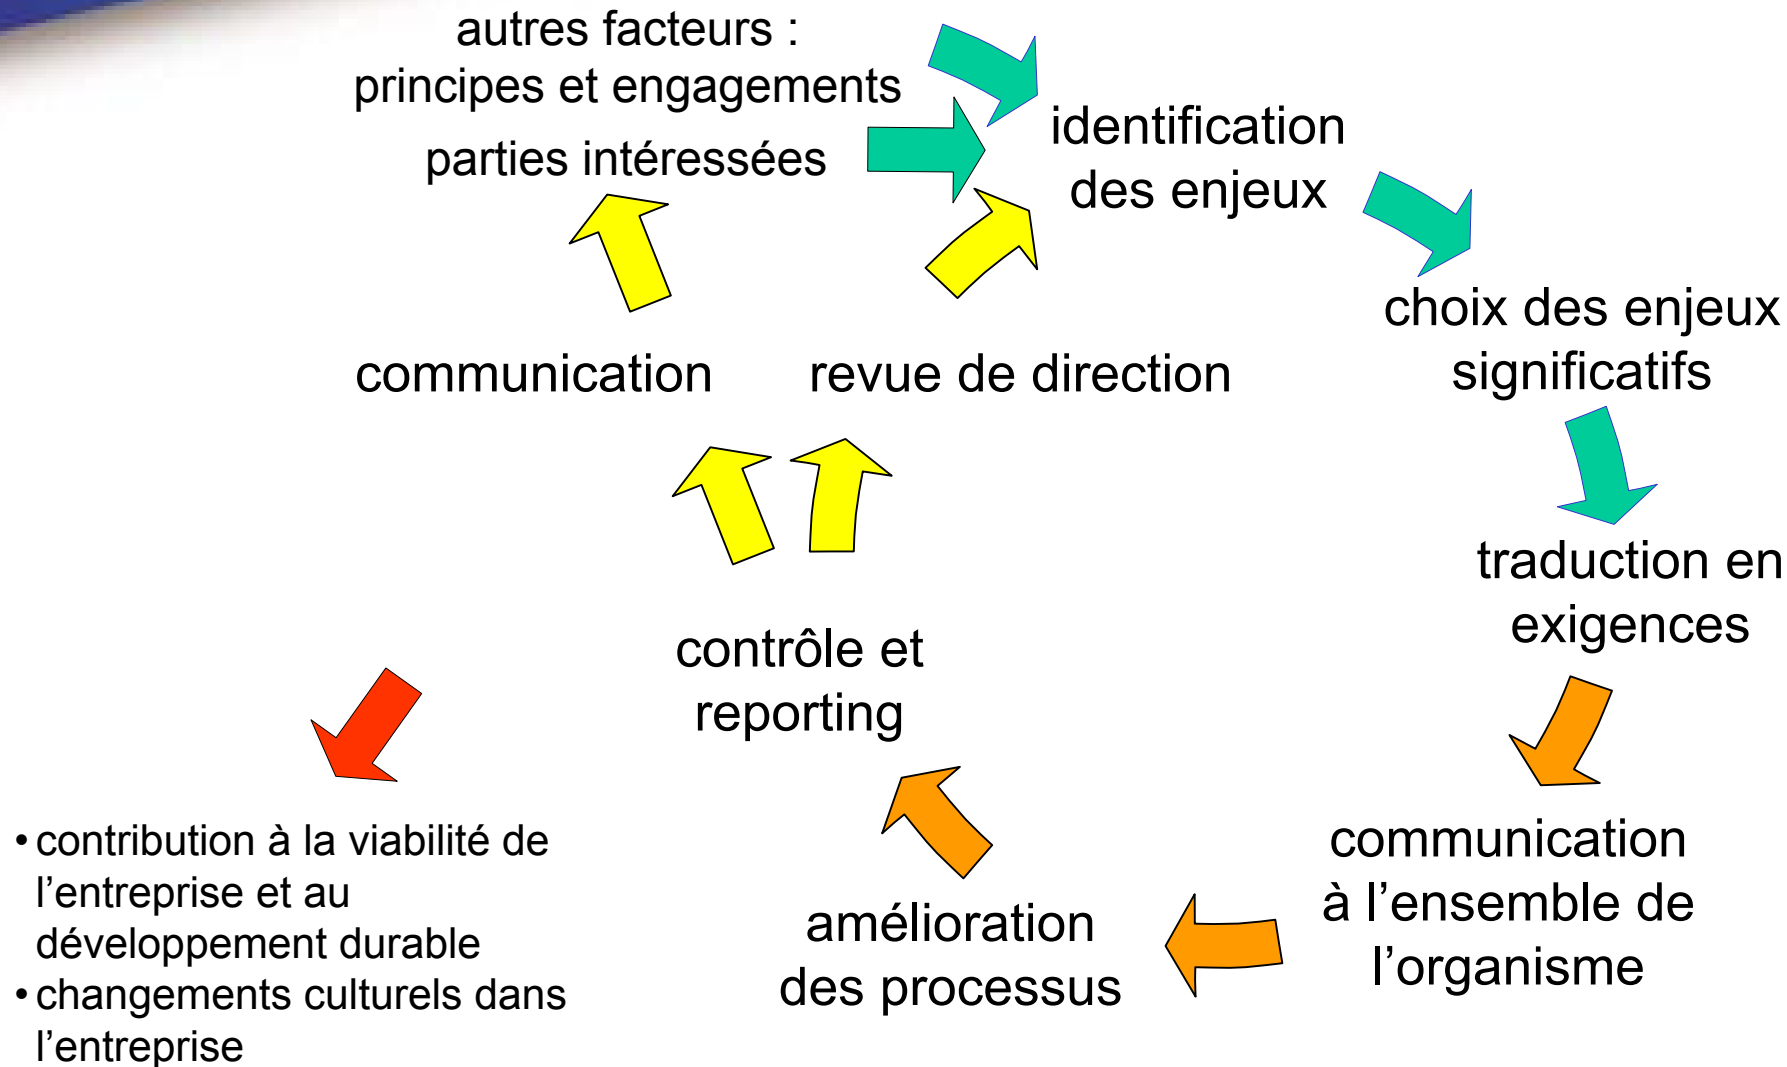 autres facteurs :
principes et engagements
parties intéressées
identification
des enjeux
choix des enjeux
significatifs
traduction en
exigences
communication
à l’ensemble de
l’organisme
amélioration
des processus
contrôle et
reporting
communication
revue de direction
• contribution à la viabilité de
l’entreprise et au
développement durable
• changements culturels dans
l’entreprise